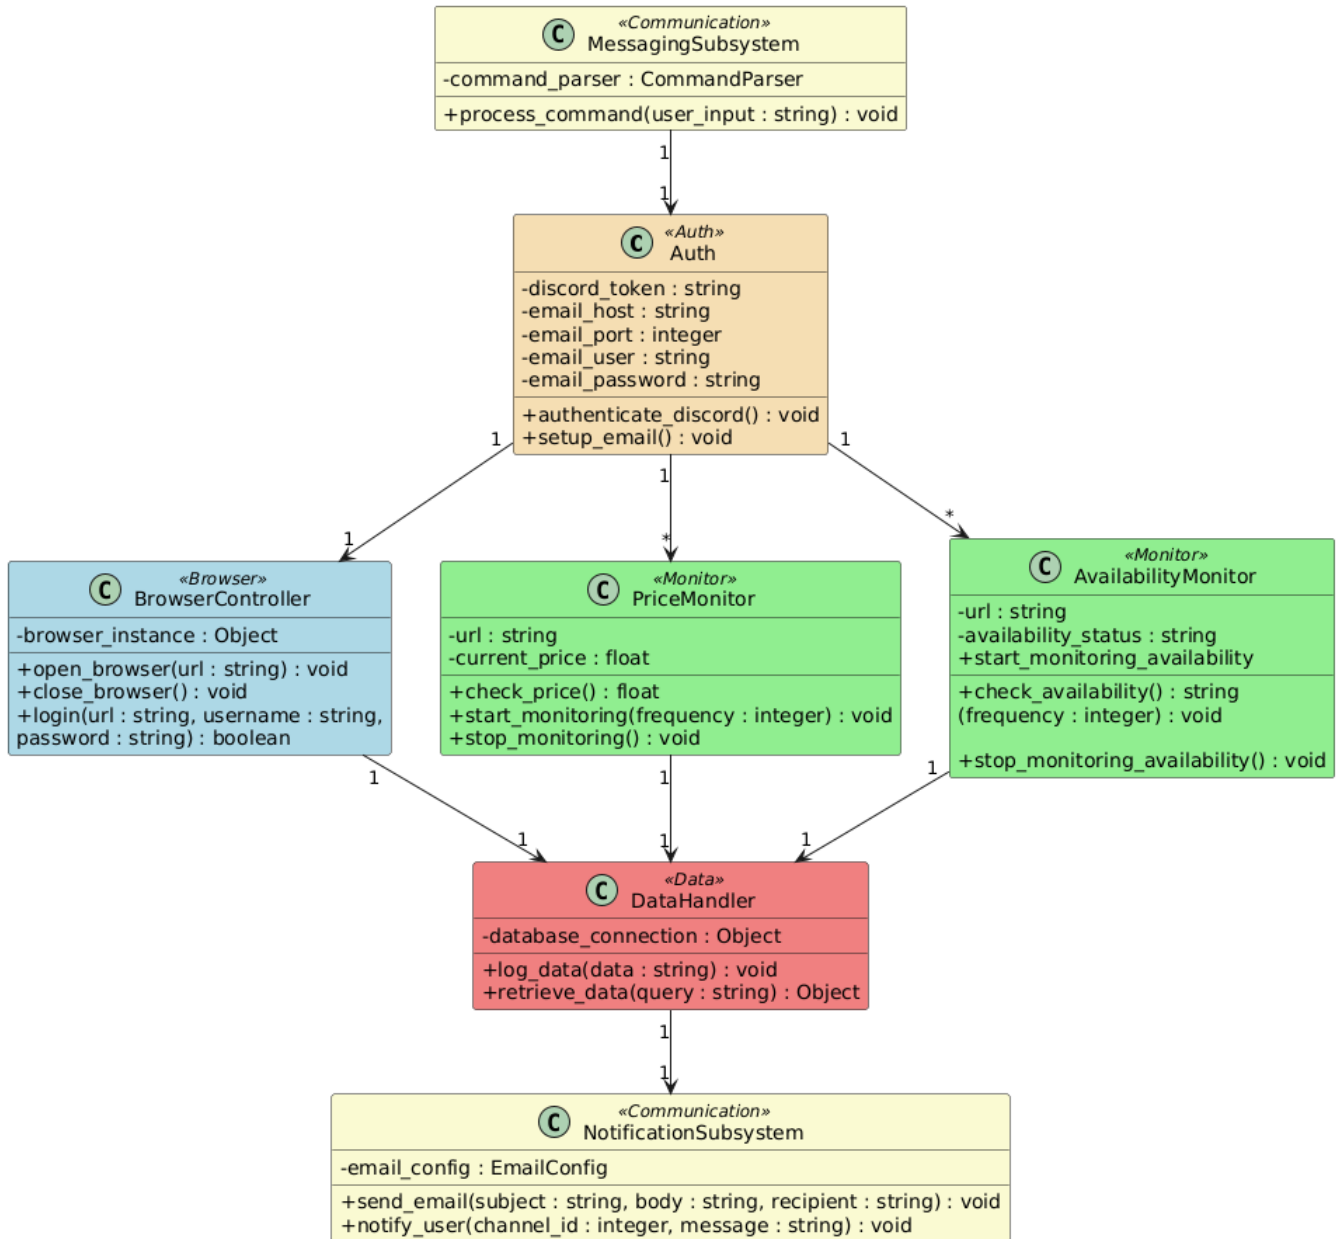 «Communication»
C
MessagingSubsystem
-command_parser : CommandParser
+process_command(user_input : string) : void
1
1
«Auth»
C
Auth
-discord_token : string
-email_host : string
-email_port : integer
-email_user : string
-email_password : string
+authenticate_discord() : void
+setup_email() : void
1
1
1
1
*
*
«Browser»
C
BrowserController
-browser_instance : Object
+open_browser(url : string) : void
+close_browser() : void
+login(url : string, username : string,
password : string) : boolean
«Monitor»
C
PriceMonitor
-url : string
-current_price : float
+check_price() : float
+start_monitoring(frequency : integer) : void
+stop_monitoring() : void
«Monitor»
C
AvailabilityMonitor
-url : string
-availability_status : string
+start_monitoring_availability
+check_availability() : string
(frequency : integer) : void
+stop_monitoring_availability() : void
1
1
1
1
1
1
«Data»
C
DataHandler
-database_connection : Object
+log_data(data : string) : void
+retrieve_data(query : string) : Object
1
1
«Communication»
C
NotificationSubsystem
-email_config : EmailConfig
+send_email(subject : string, body : string, recipient : string) : void
+notify_user(channel_id : integer, message : string) : void